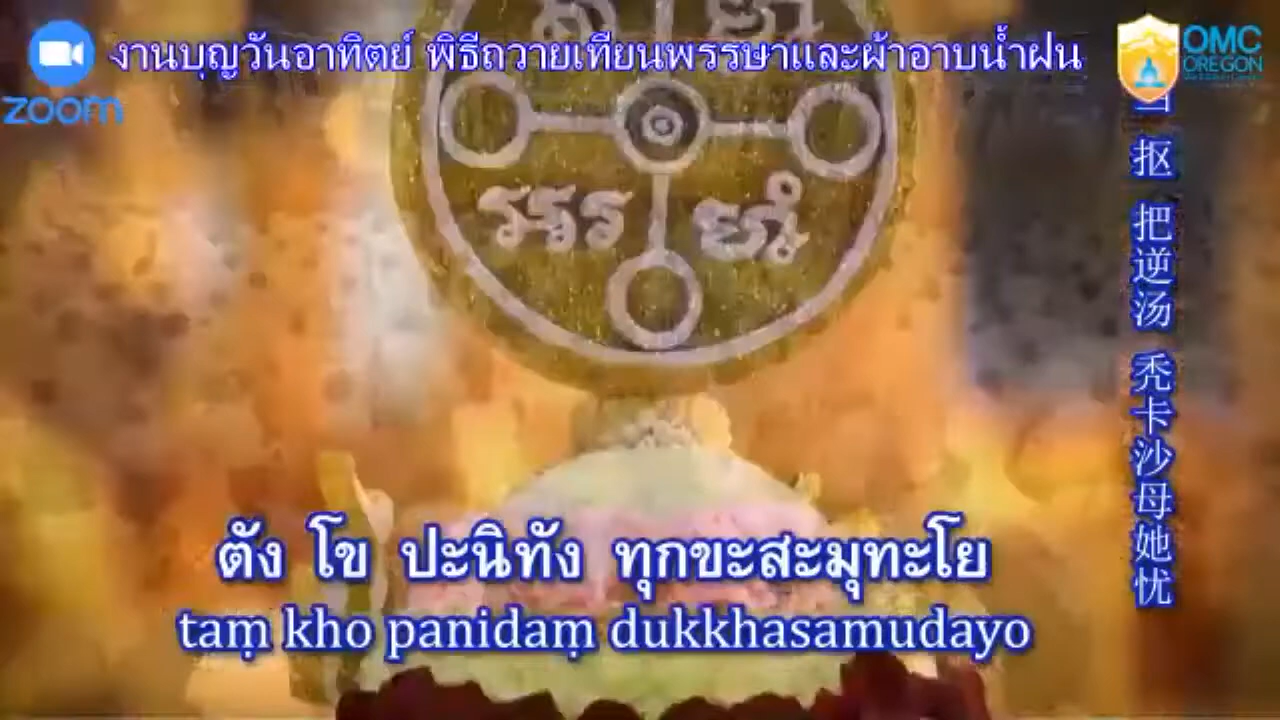 zoom
งานบุญวันอาทิตย์ พิธีถวายเทียนพรรษาและผ้าอาบน้ำฝน
OMC
OREGON
抠 把逆汤 秃卡沙母她忧
ตัง โข ปะนิทัง ทุกขะสะมุทะโย
taṃ kho panidaṃ dukkhasamudayo